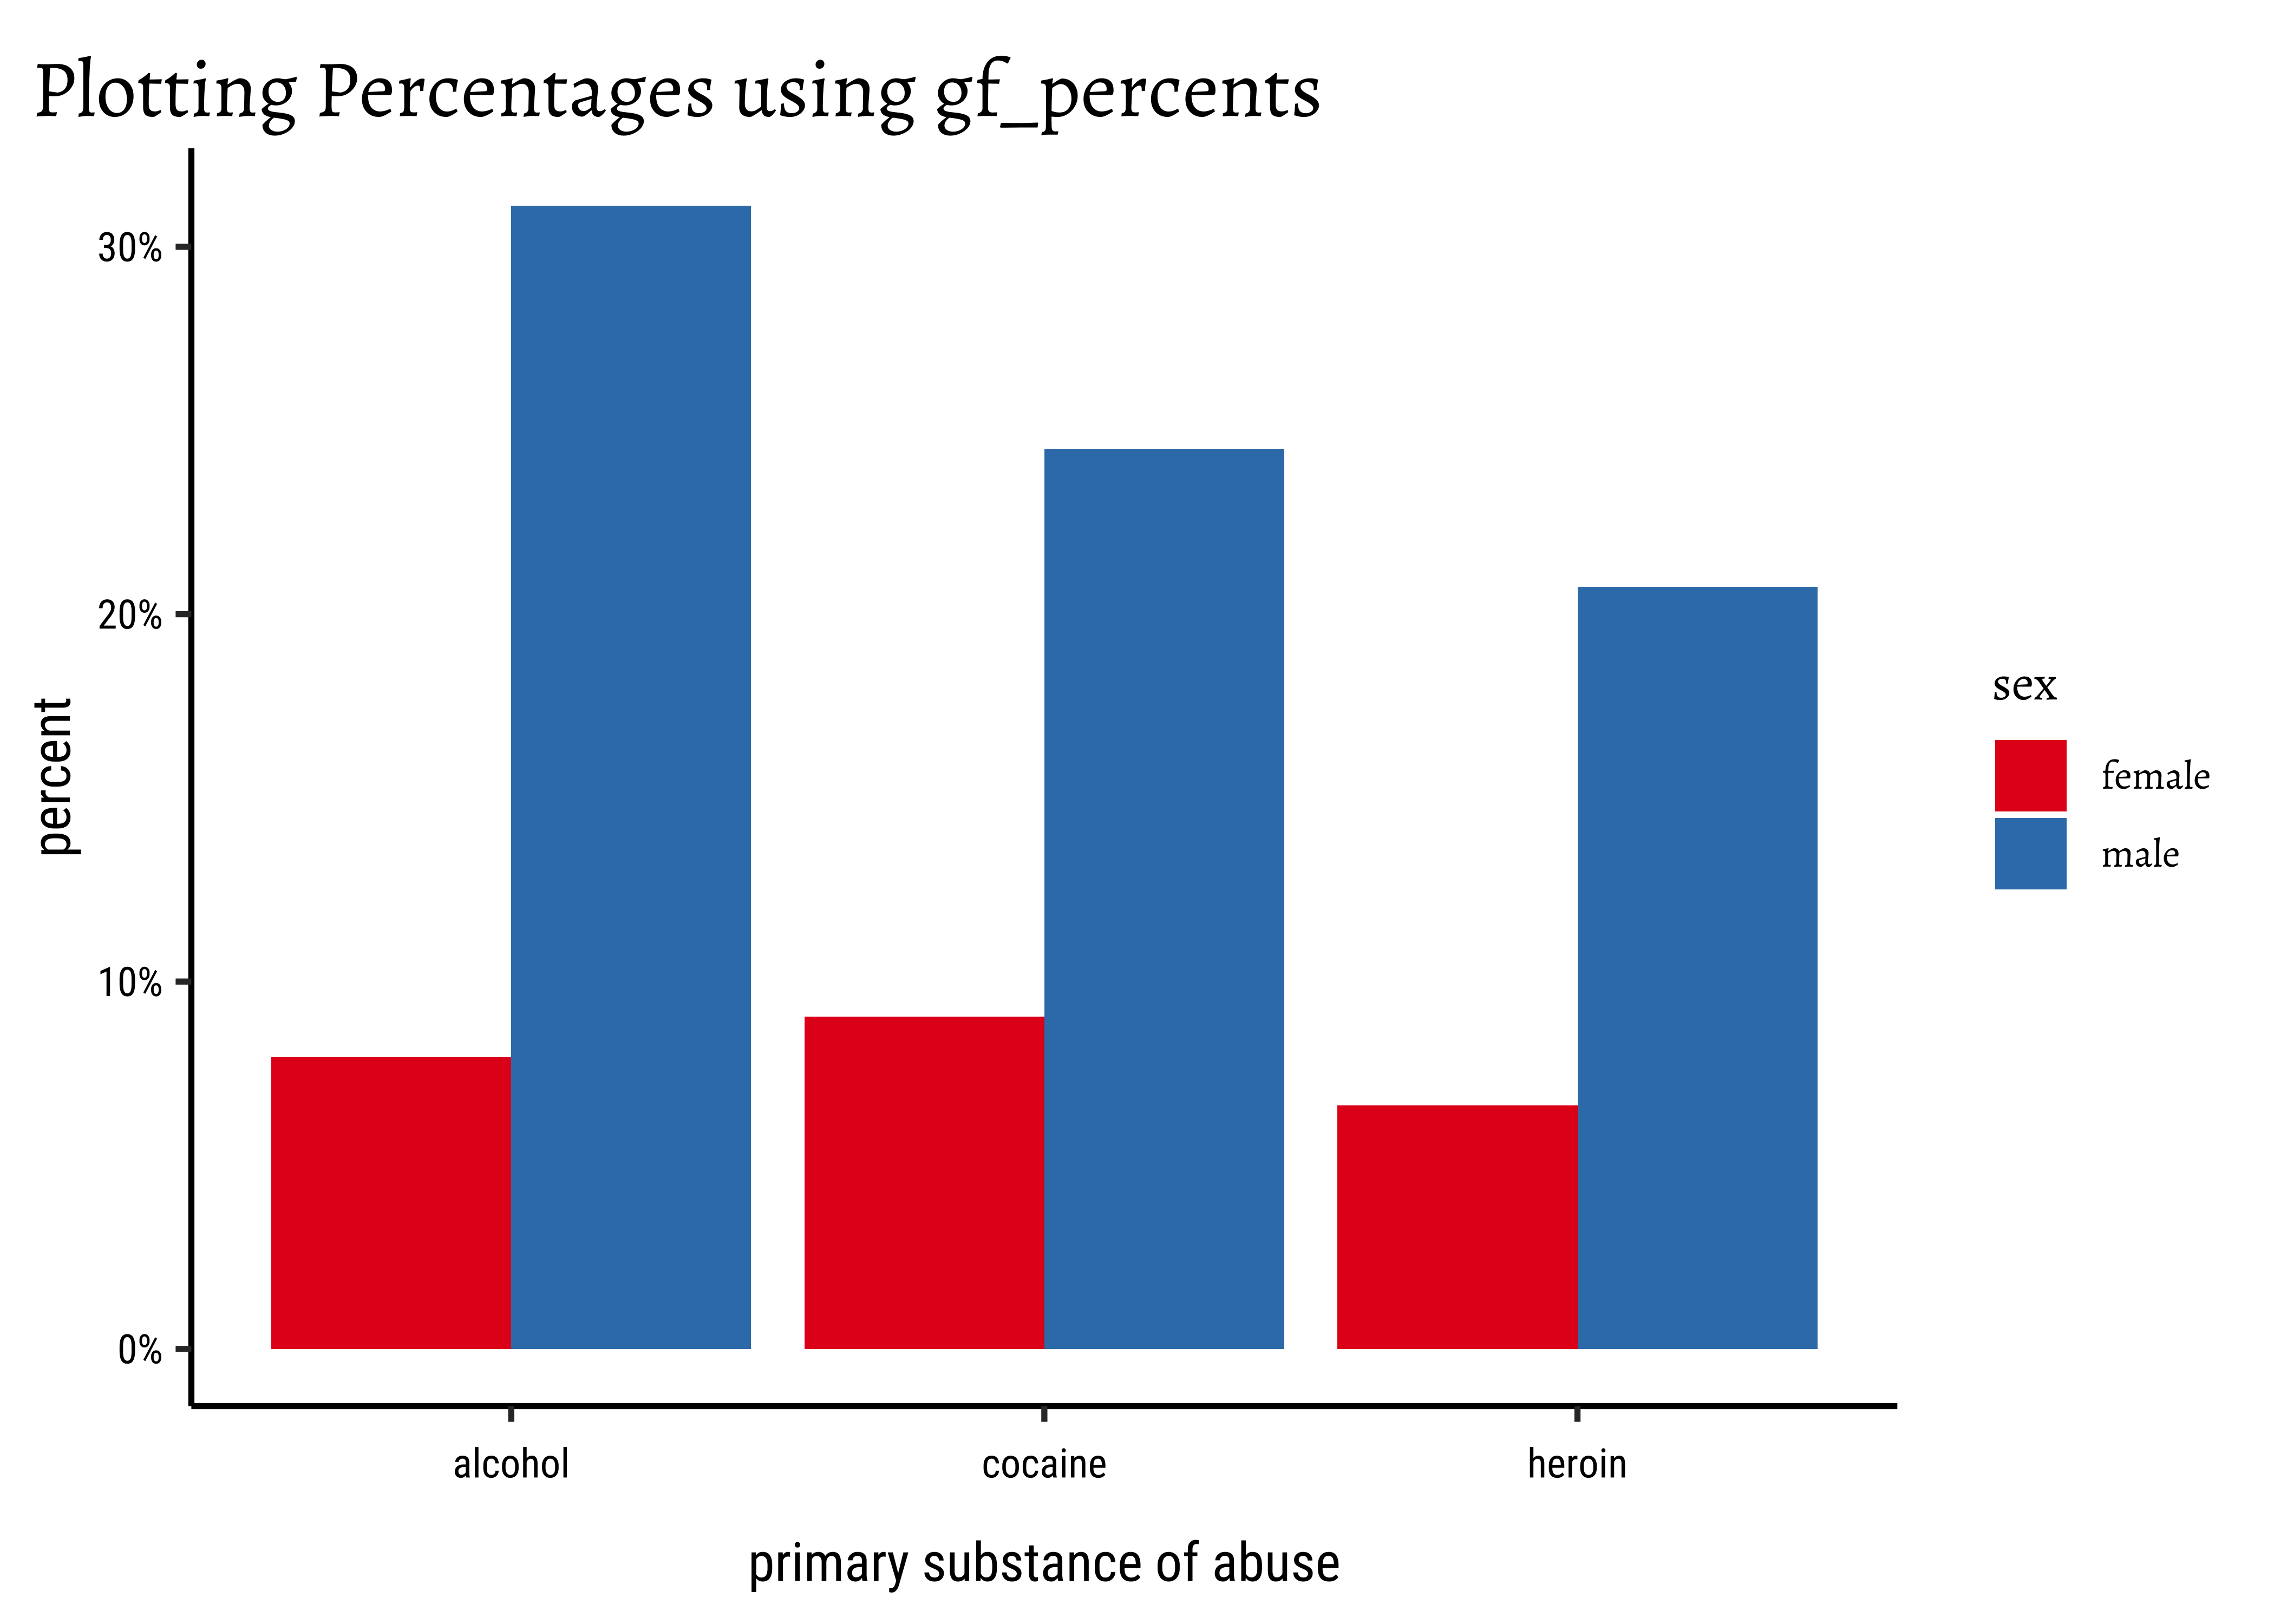 Plotting Percentages using gf_percents
30%
20%
10%
0%
percent
alcohol cocaine heroin
primary substance of abuse
sex
female
male